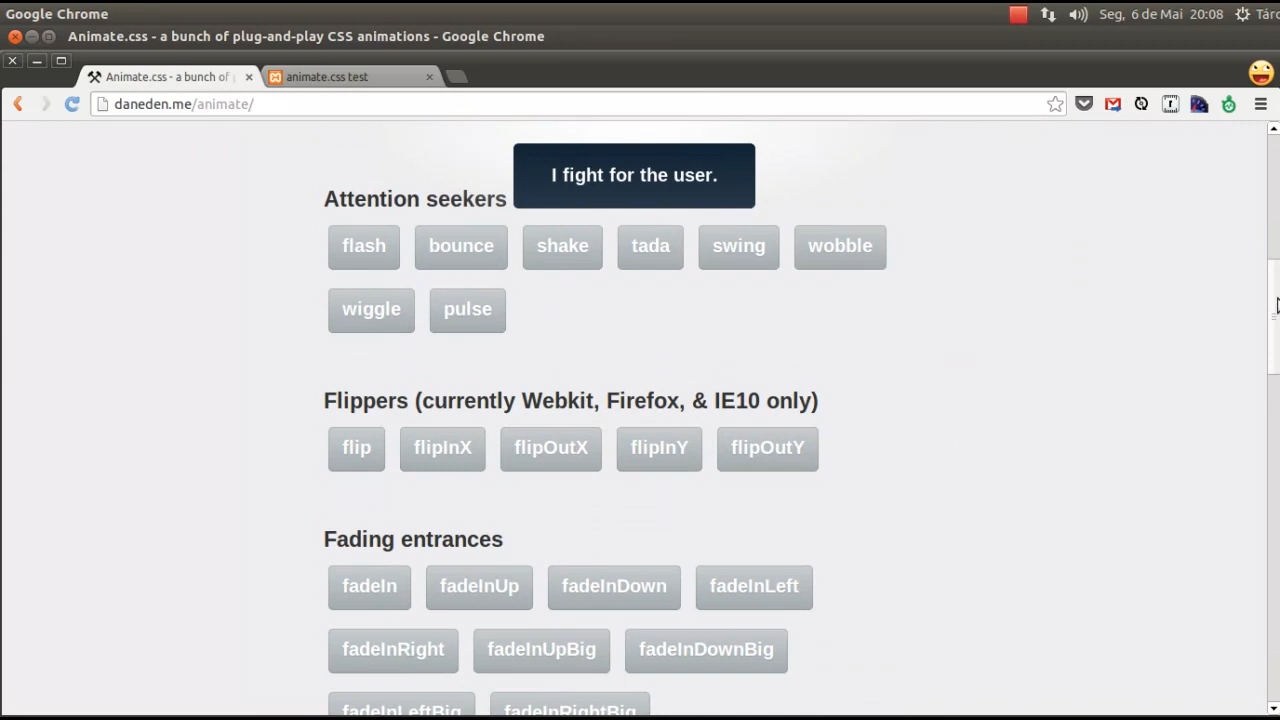 Google Chrome
Seg, 6 de Mai 20:08
Animate.css - a bunch of plug-and-play CSS animations - Google Chrome
Animate.css - a bunch of
animate.css test
daneden.me/animate/
I fight for the user.
Attention seekers
flash bounce shake tada swing wobble
wiggle pulse
Flippers (currently Webkit, Firefox, & IE10 only)
flip flipInX flipOutX flipInY flipOutY
Fading entrances
fadeIn fadeInUp fadeInDown fadeInLeft
fadeInRight fadeInUpBig fadeInDownBig
fadeInLeftBig fadeInRightBig